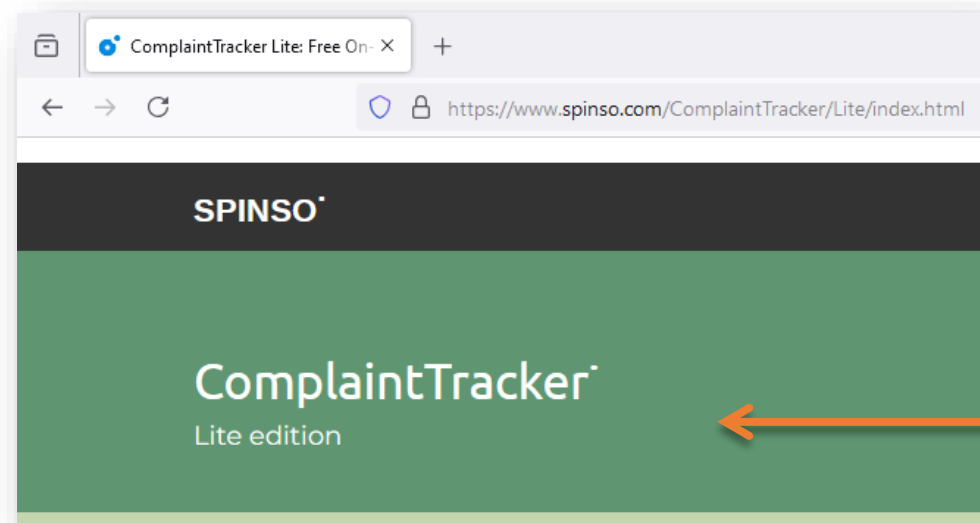 ComplaintTracker Lite: Free On-
https://www.spinso.com/ComplaintTracker/Lite/index.html
SPINSO
ComplaintTracker
Lite edition